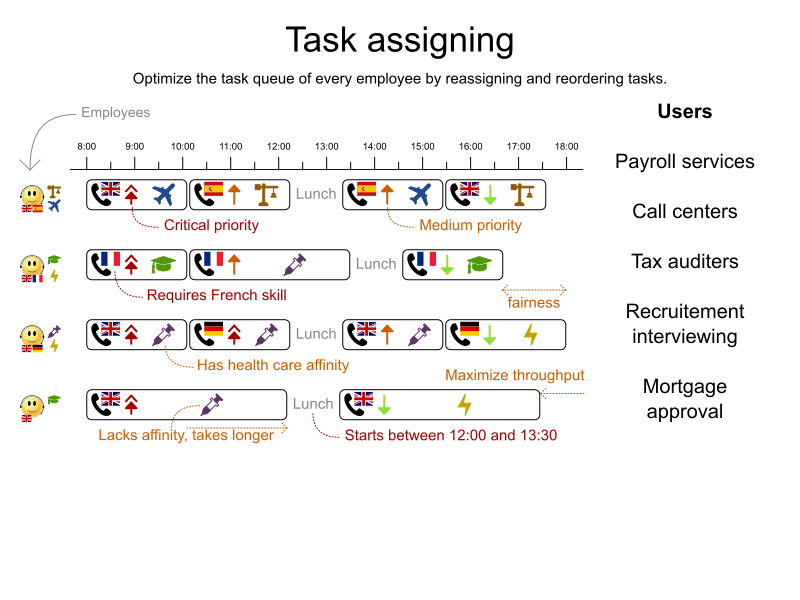 Task assigning
Optimize the task queue of every employee by reassigning and reordering tasks.
Employees
Users
8:00 9:00 10:00 11:00 12:00 13:00 14:00 15:00 16:00 17:00 18:00
Payroll services
Lunch
Critical priority
Medium priority
Call centers
Lunch
Tax auditers
Requires French skill
fairness
Recruitement
interviewing
Lunch
Has health care affinity
Maximize throughput
Mortgage
approval
Lunch
Lacks affinity, takes longer
Starts between 12:00 and 13:30